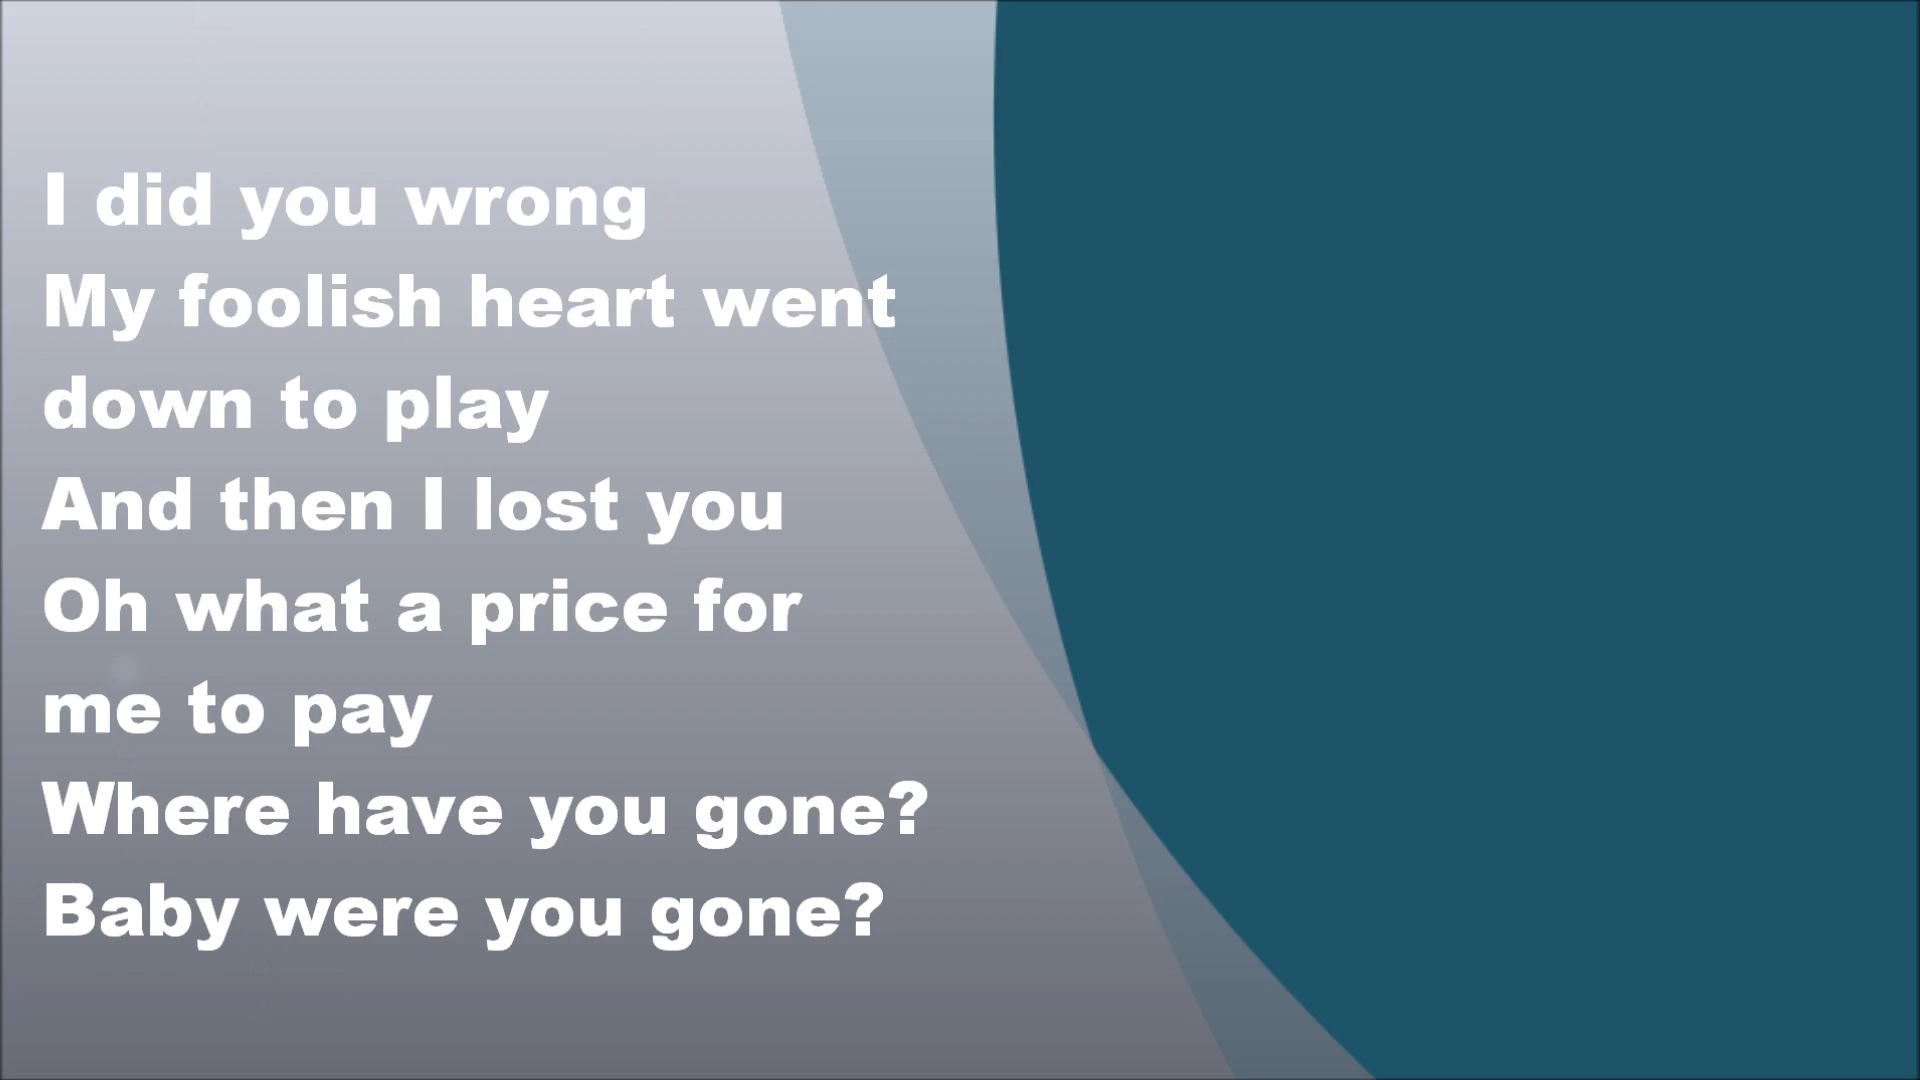 I did you wrong
My foolish heart went
down to play
And then I lost you
Oh what a price for
me to pay
Where have you gone?
Baby were you gone?